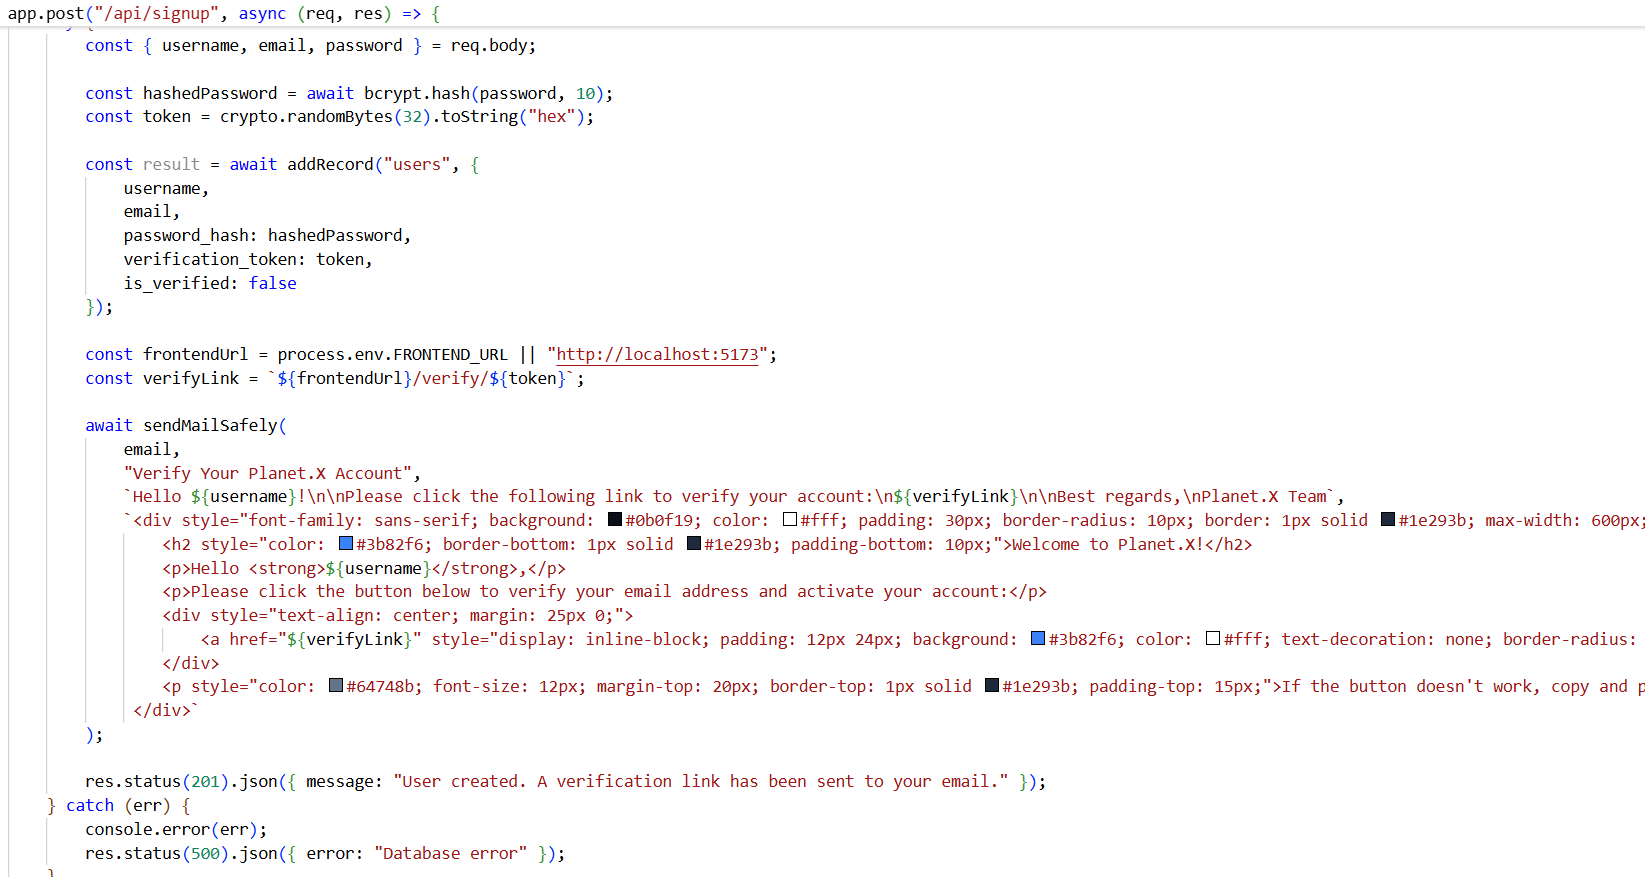 app.post("/api/signup", async (req, res) => {
const { username, email, password } = req.body;
const hashedPassword = await bcrypt.hash(password, 10);
const token = crypto.randomBytes(32).toString("hex");
const result = await addRecord("users", {
username,
email,
password_hash: hashedPassword,
verification_token: token,
is_verified: false
});
const frontendUrl = process.env.FRONTEND_URL || "http://localhost:5173";
const verifyLink = `${frontendUrl}/verify/${token}`;
await sendMailSafely(
email,
"Verify Your Planet.X Account",
`Hello ${username}!\n\nPlease click the following link to verify your account:\n${verifyLink}\n\nBest regards,\nPlanet.X Team`,
`<div style="font-family: sans-serif; background: #0b0f19; color: #fff; padding: 30px; border-radius: 10px; border: 1px solid #1e293b; max-width: 600px;
<h2 style="color: #3b82f6; border-bottom: 1px solid #1e293b; padding-bottom: 10px;">Welcome to Planet.X!</h2>
<p>Hello <strong>${username}</strong>,</p>
<p>Please click the button below to verify your email address and activate your account:</p>
<div style="text-align: center; margin: 25px 0;">
<a href="${verifyLink}" style="display: inline-block; padding: 12px 24px; background: #3b82f6; color: #fff; text-decoration: none; border-radius:
</div>
<p style="color: #64748b; font-size: 12px; margin-top: 20px; border-top: 1px solid #1e293b; padding-top: 15px;">If the button doesn't work, copy and p
</div>`
);
res.status(201).json({ message: "User created. A verification link has been sent to your email." });
} catch (err) {
console.error(err);
res.status(500).json({ error: "Database error" });